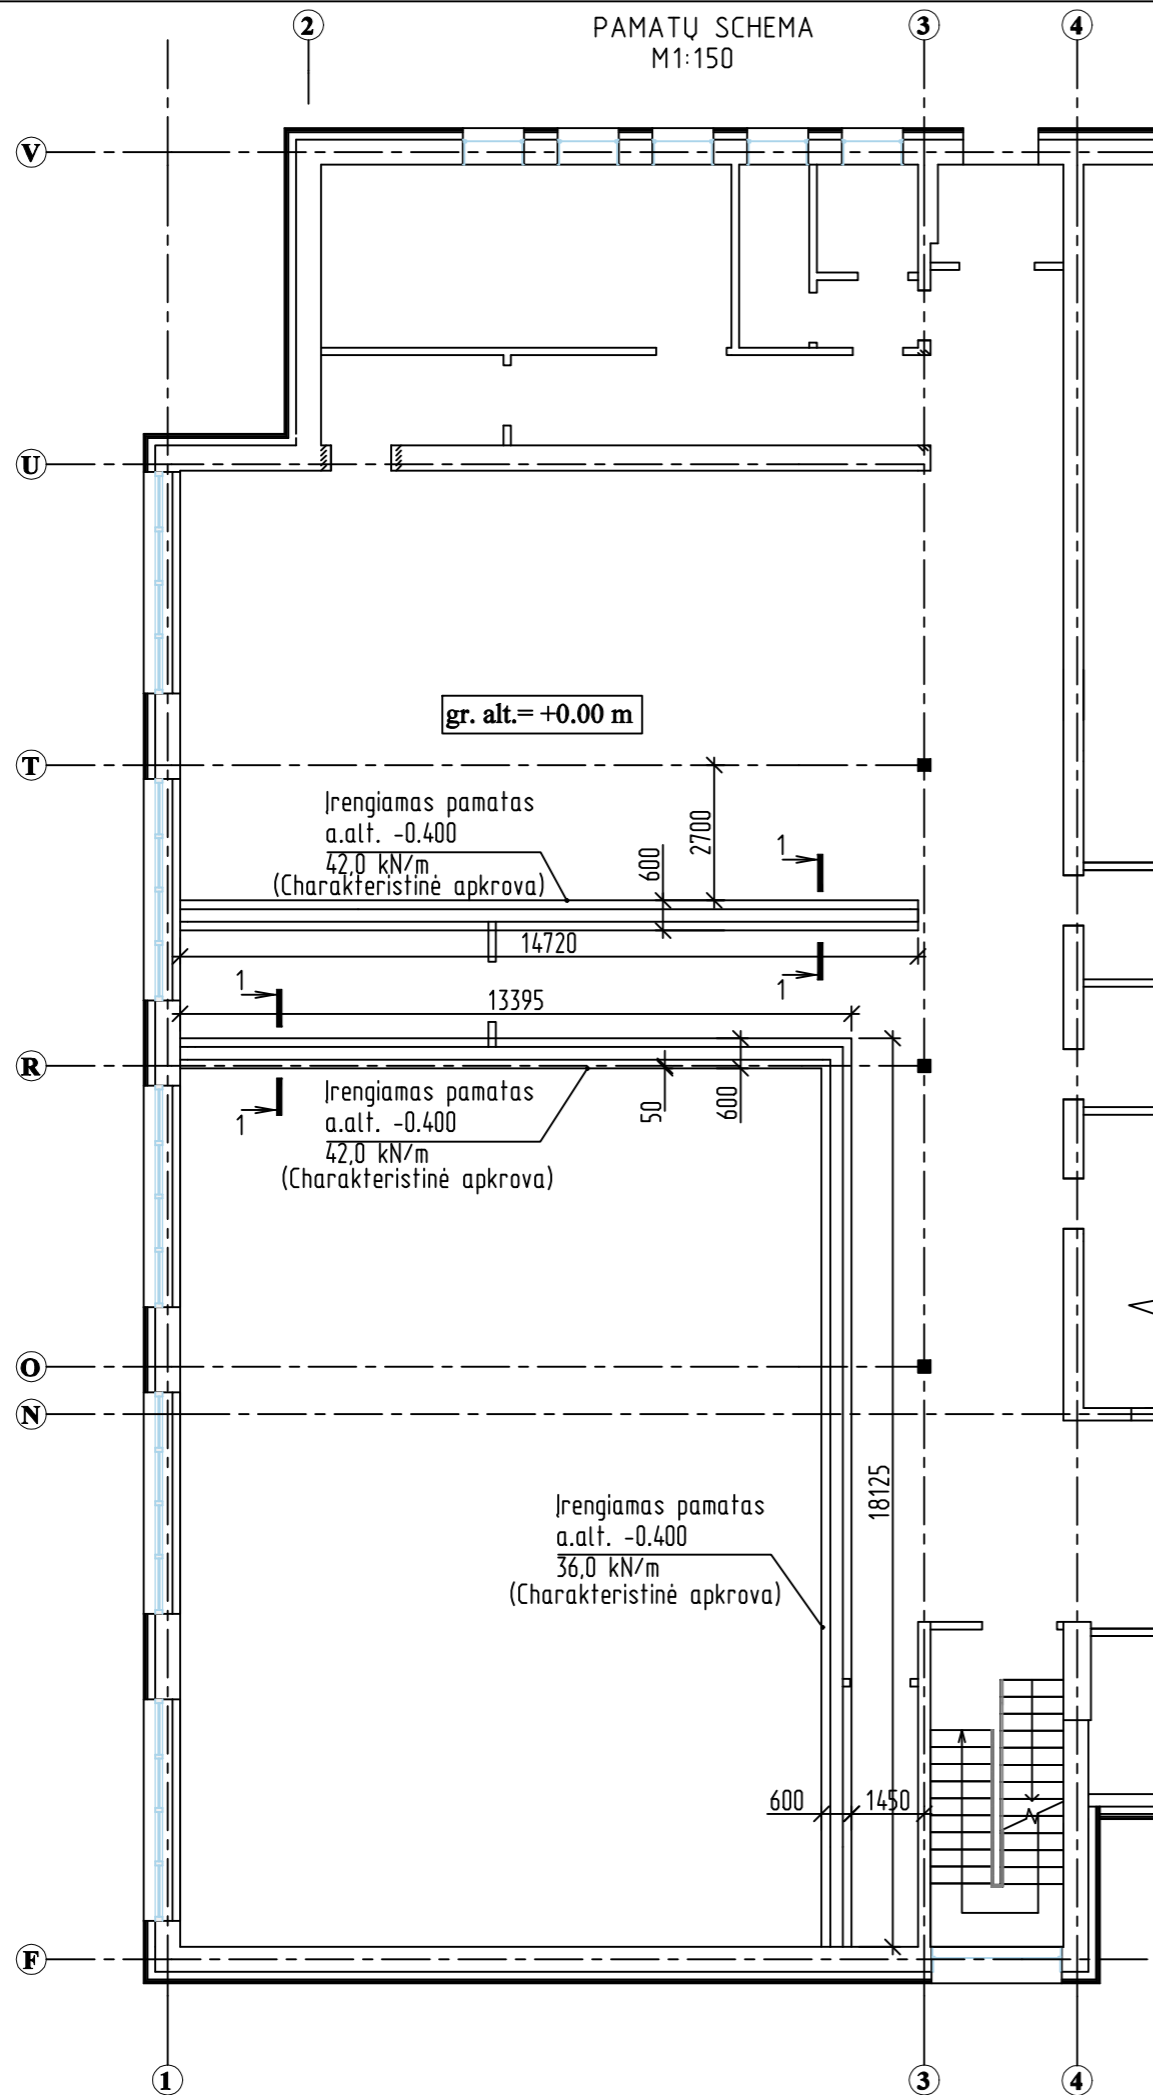 2
PAMATŲ SCHEMA
3
4
M1:150
V
U
gr. alt.= +0.00 m
T
Įrengiamas pamatas
a.alt. -0.400
42,0 kN/m
(Charakteristinė apkrova)
600
2700
1
14720
1
1
13395
R
Įrengiamas pamatas
a.alt. -0.400
42,0 kN/m
(Charakteristinė apkrova)
1
50
600
O
N
18125
Įrengiamas pamatas
a.alt. -0.400
36,0 kN/m
(Charakteristinė apkrova)
600
1450
F
1
3
4